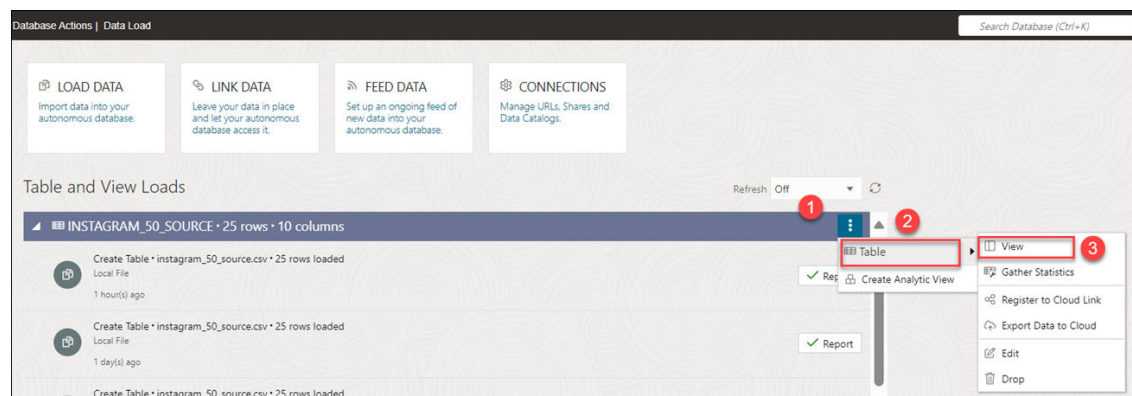 Database Actions | Data Load
Search Database (Ctrl+K)
LOAD DATA
Import data into your
autonomous database.
LINK DATA
Leave your data in place
and let your autonomous
database access it.
FEED DATA
Set up an ongoing feed of
new data into your
autonomous database.
CONNECTIONS
Manage URLs, Shares and
Data Catalogs.
Table and View Loads
Refresh Off
1
INSTAGRAM_50_SOURCE • 25 rows • 10 columns
2
Table
Create Analytic View
View
3
Gather Statistics
Register to Cloud Link
Export Data to Cloud
Edit
Drop
Create Table • instagram_50_source.csv • 25 rows loaded
Local File
1 hour(s) ago
Rep
Create Table • instagram_50_source.csv • 25 rows loaded
Local File
1 day(s) ago
Report
Create Table • instagram_50_source.csv • 25 rows loaded